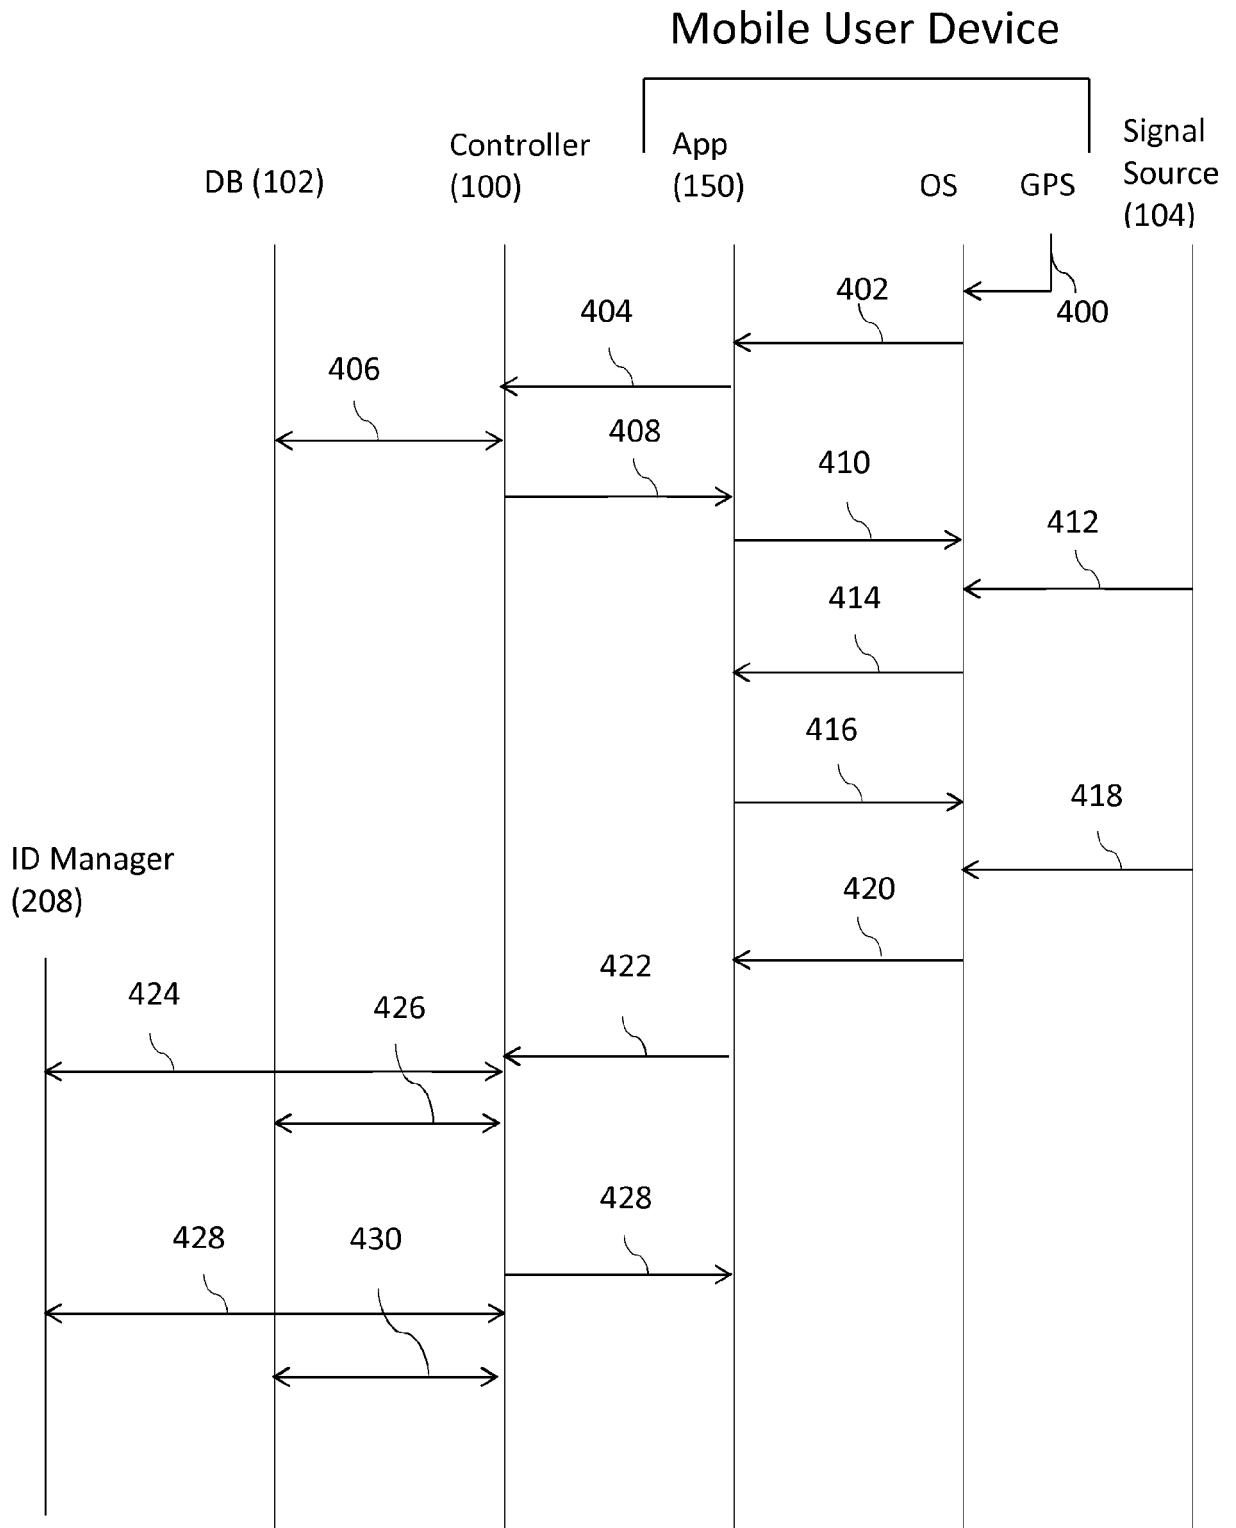 Mobile User Device
DB (102)
Controller
(100)
App
(150)
OS
GPS
Signal
Source
(104)
400
402
404
406
408
410
412
414
416
418
ID Manager
(208)
420
422
424
426
428
428
430